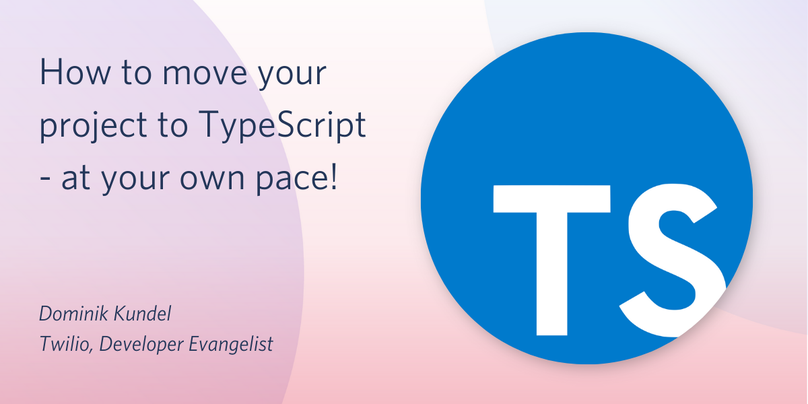 How to move your
project to TypeScript
- at your own pace!
Dominik Kundel
Twilio, Developer Evangelist
TS